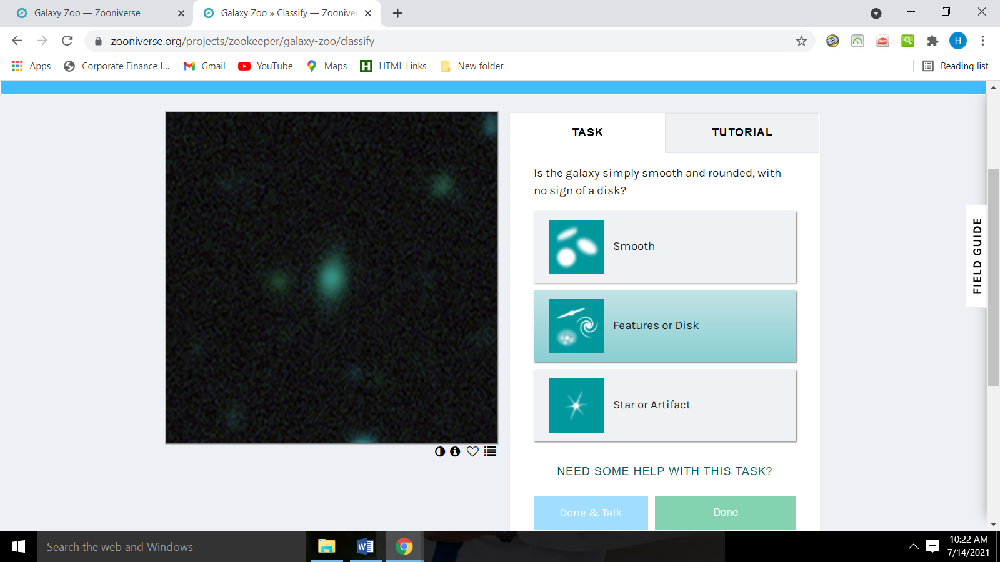 Galaxy Zoo — Zooniverse
Galaxy Zoo » Classify — Zoonive
zooniverse.org/projects/zookeeper/galaxy-zoo/classify
H
Apps
Corporate Finance I...
Gmail
YouTube
Maps
H
HTML Links
New folder
Reading list
TASK
TUTORIAL
Is the galaxy simply smooth and rounded, with
no sign of a disk?
Smooth
Features or Disk
Star or Artifact
NEED SOME HELP WITH THIS TASK?
Done & Talk
Done
FIELD GUIDE
Search the web and Windows
10:22 AM
7/14/2021